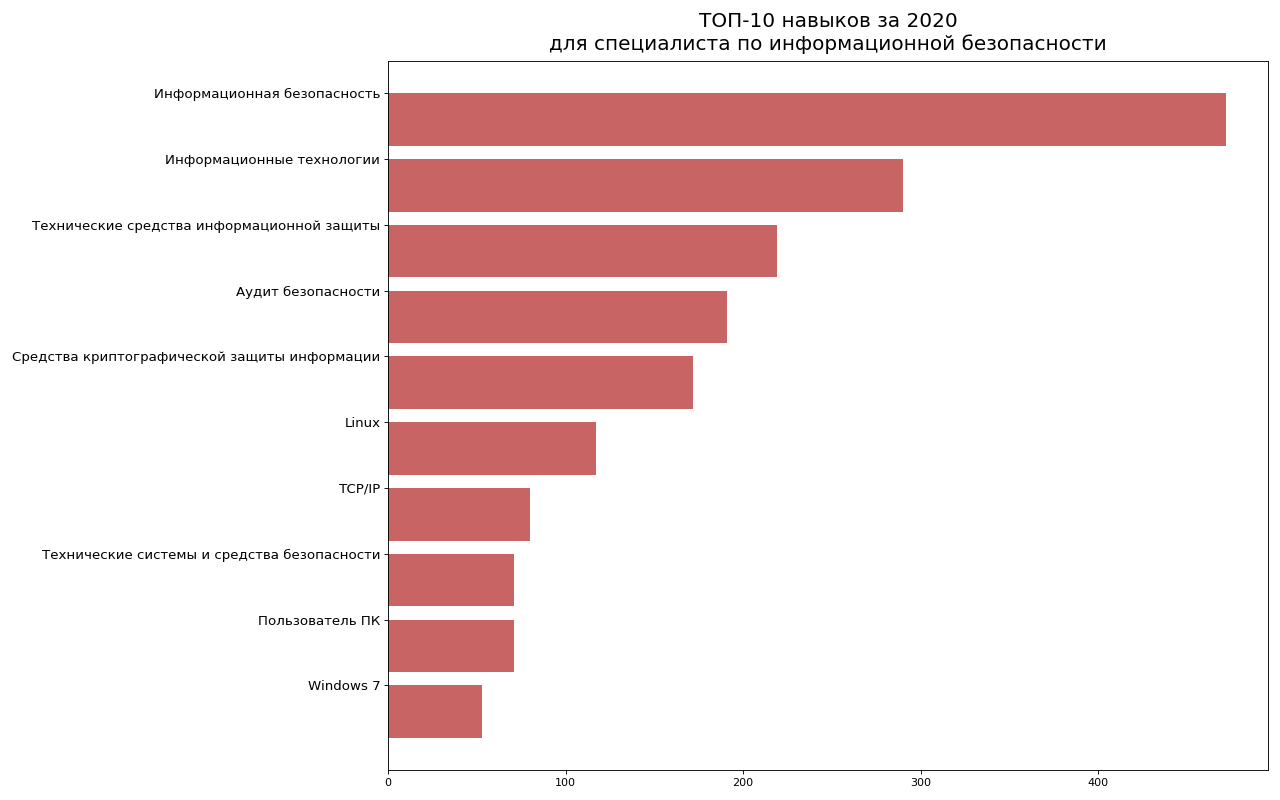 ТОП-10 навыков за 2020
для специалиста по информационной безопасности
Информационная безопасность
Информационные технологии
Технические средства информационной защиты
Аудит безопасности
Средства криптографической защиты информации
Linux
TCP/IP
Технические системы и средства безопасности
Пользователь ПК
Windows 7
0 100 200 300 400